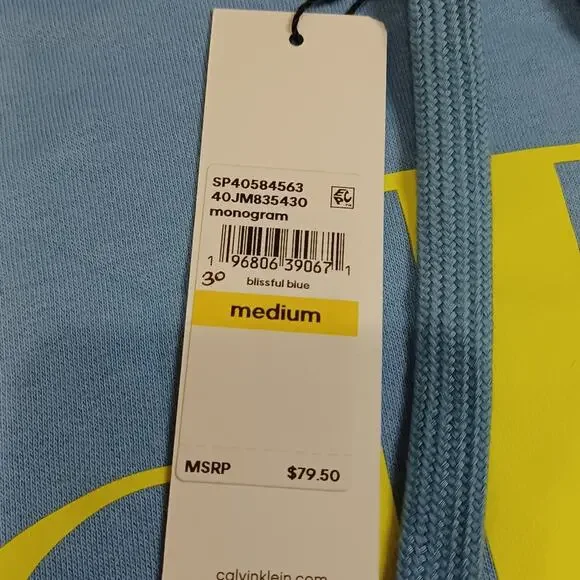 SP40584563
40JM835430
monogram
1 96806 39067 1
30 blissful blue
medium
MSRP $79.50
calvinklein.com